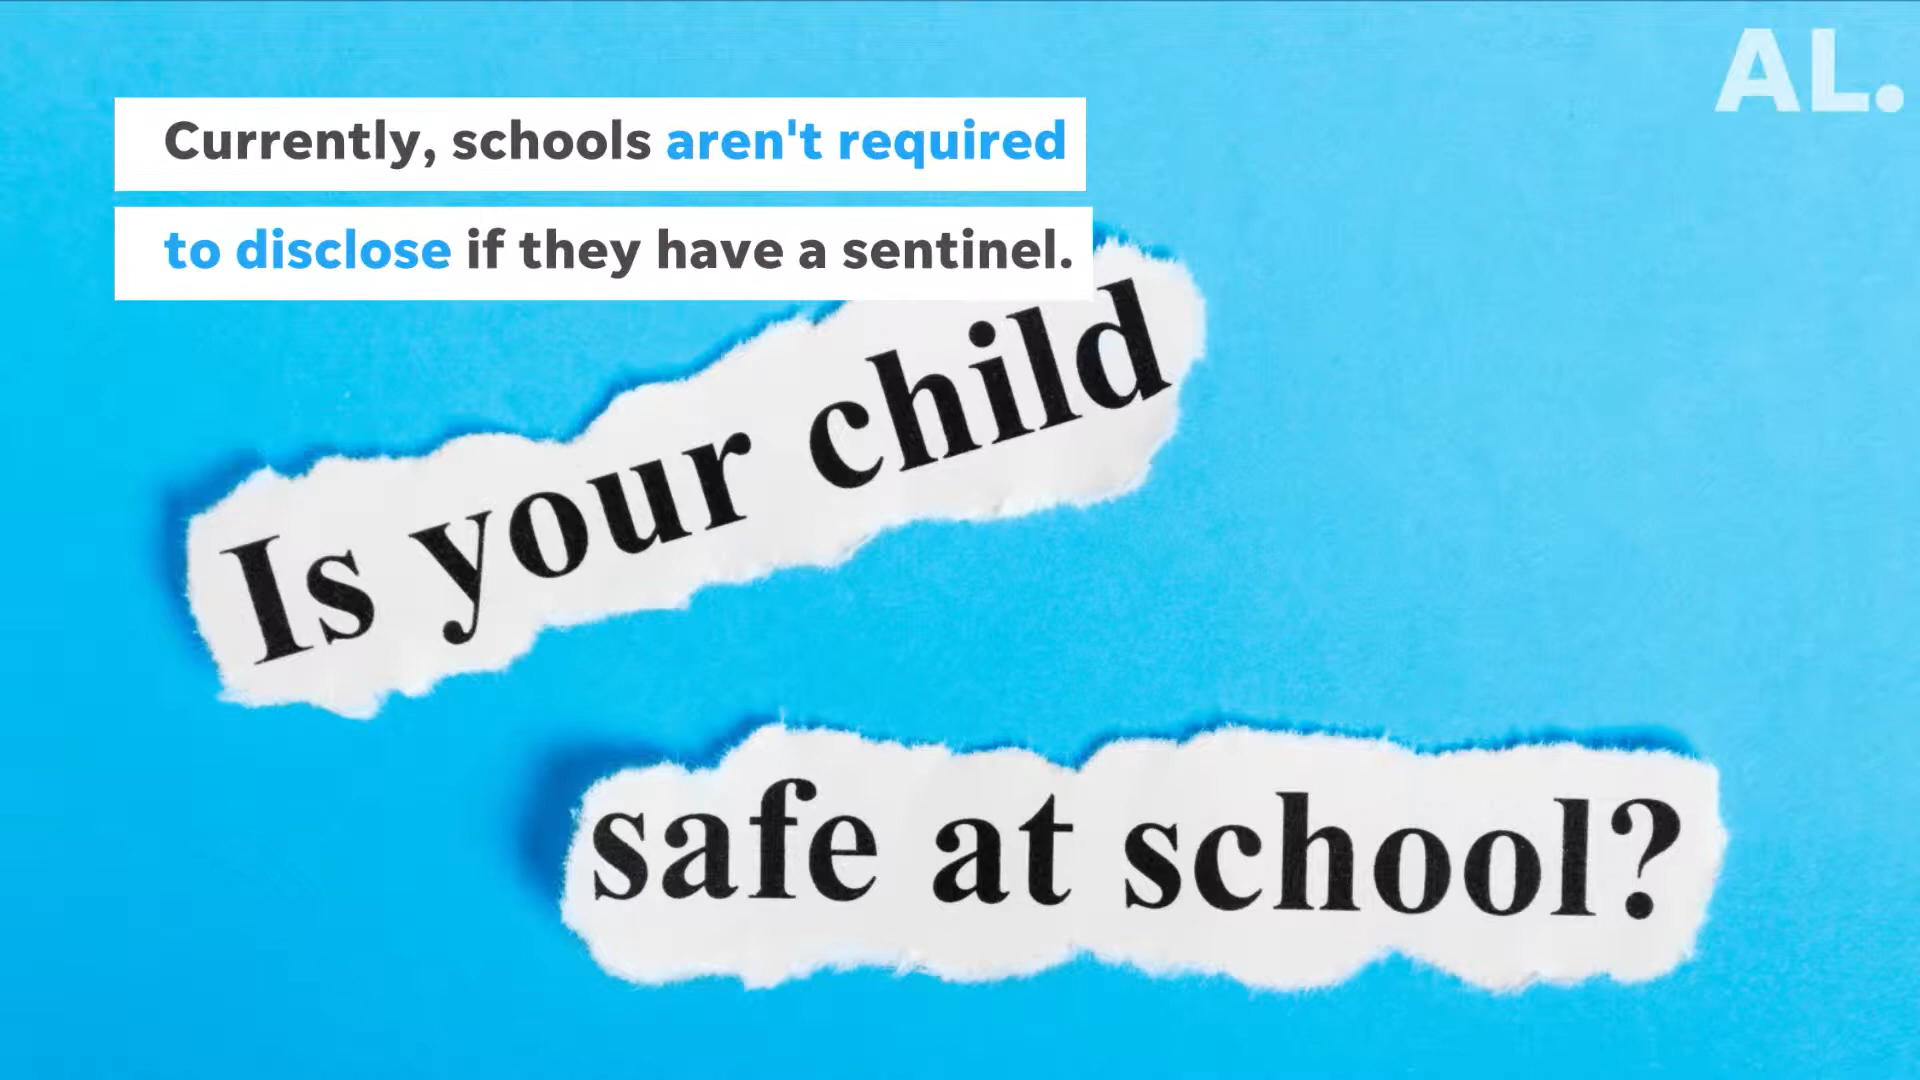 AL.
Currently, schools aren't required
to disclose if they have a sentinel.
Is your child
safe at school?